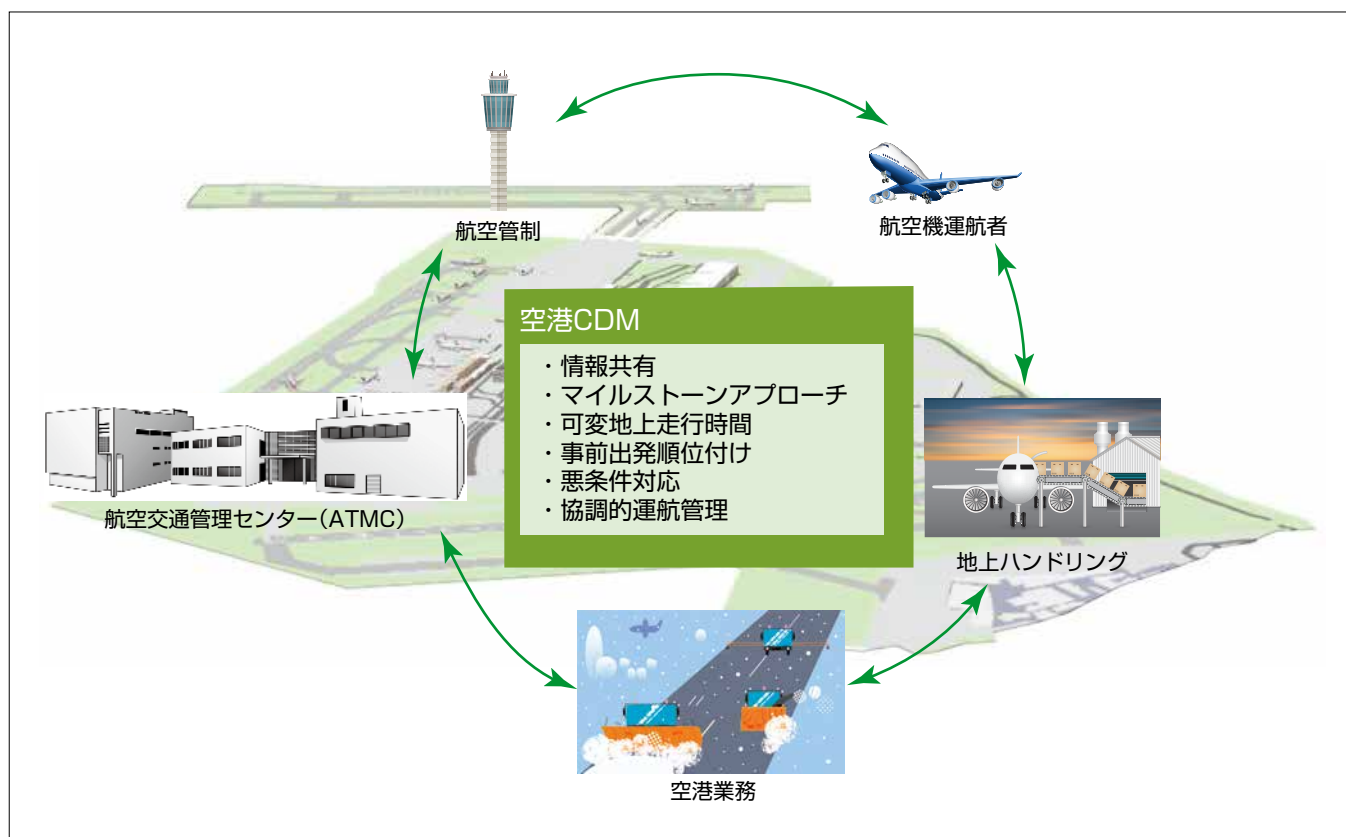 航空管制
航空機運航者
空港CDM
・情報共有
・マイルストーンアプローチ
・可変地上走行時間
・事前出発順位付け
・悪条件対応
・協調的運航管理
航空交通管理センター(ATMC)
地上ハンドリング
空港業務